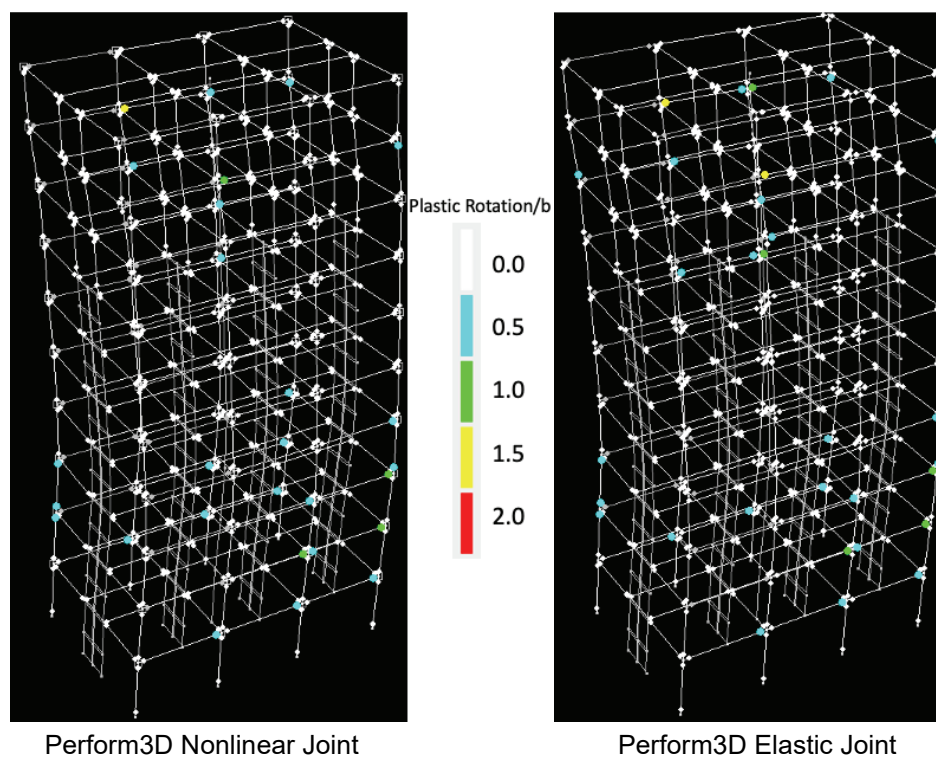 Plastic Rotation/b
0.0
0.5
1.0
1.5
2.0
Perform3D Nonlinear Joint
Perform3D Elastic Joint